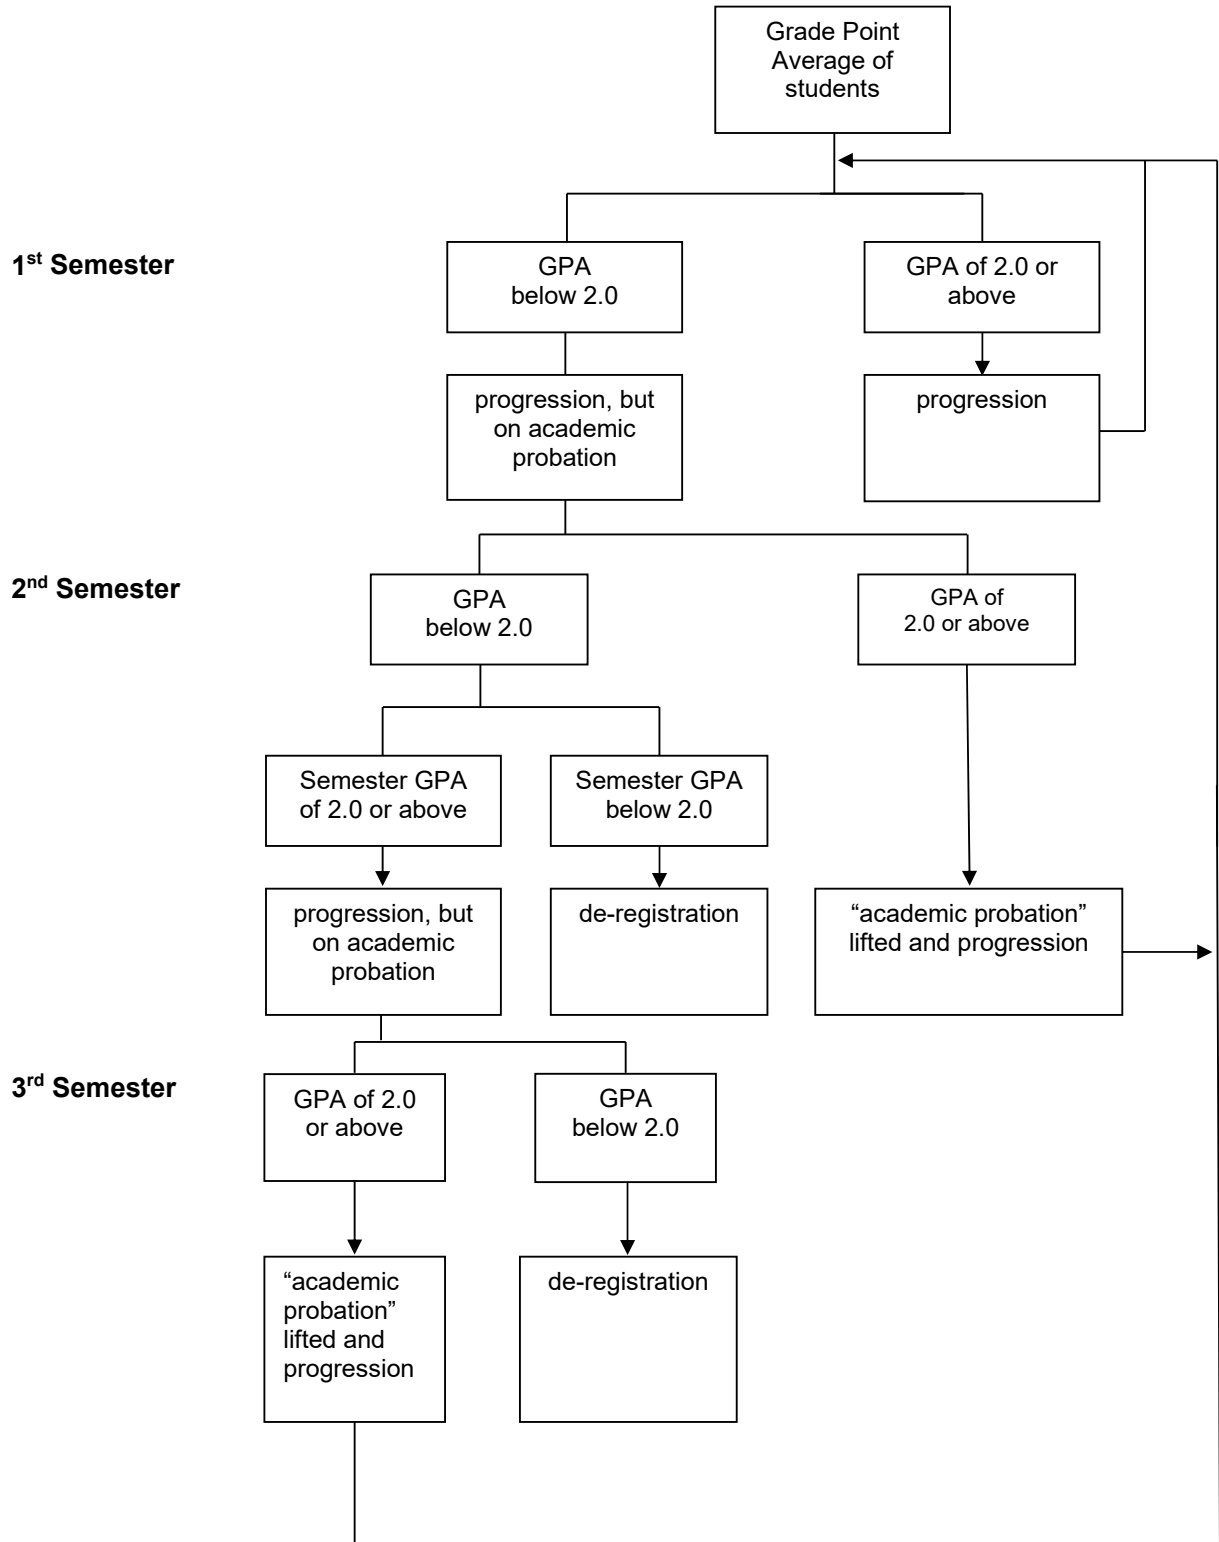 Grade Point
Average of
students
1st Semester
GPA
below 2.0
GPA of 2.0 or
above
progression, but
on academic
probation
progression
2nd Semester
GPA
below 2.0
GPA of
2.0 or above
Semester GPA
of 2.0 or above
Semester GPA
below 2.0
progression, but
on academic
probation
de-registration
“academic probation”
lifted and progression
3rd Semester
GPA of 2.0
or above
GPA
below 2.0
“academic
probation”
lifted and
progression
de-registration